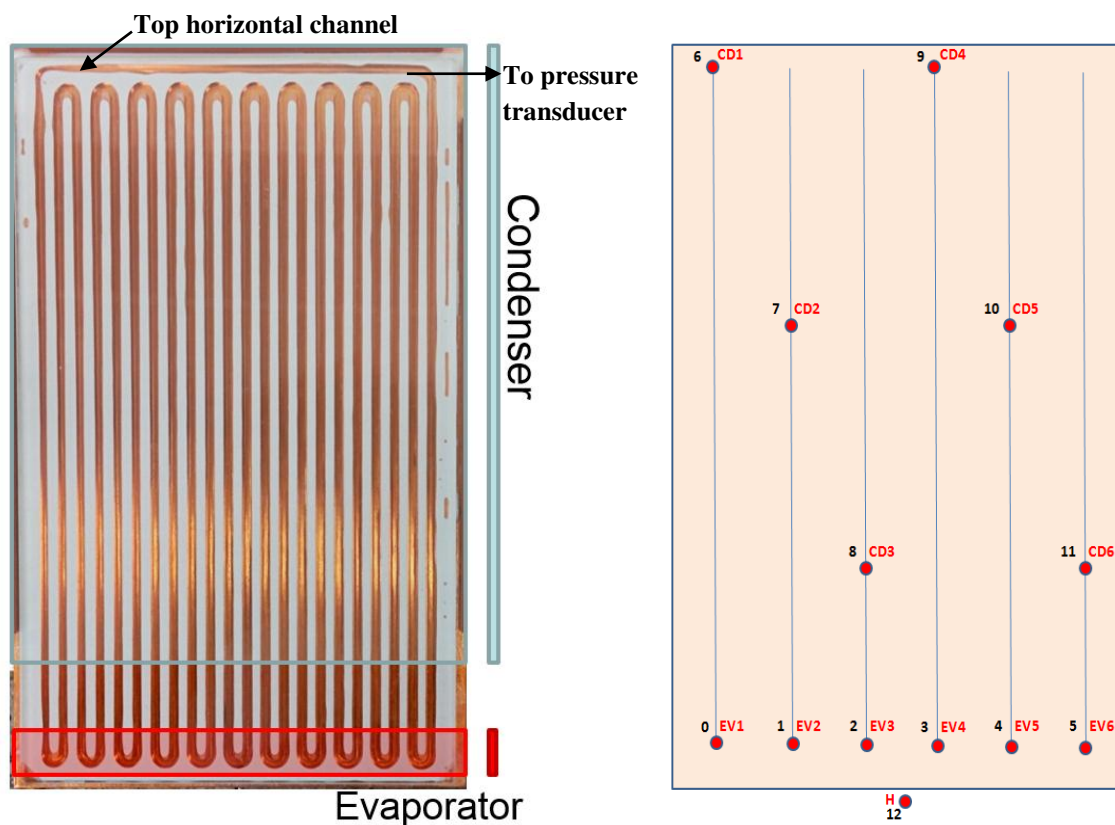 Top horizontal channel
To pressure
transducer
Condenser
Evaporator
6 CD1
9 CD4
7 CD2
10 CD5
8 CD3
11 CD6
0 EV1
1 EV2
2 EV3
3 EV4
4 EV5
5 EV6
H
12